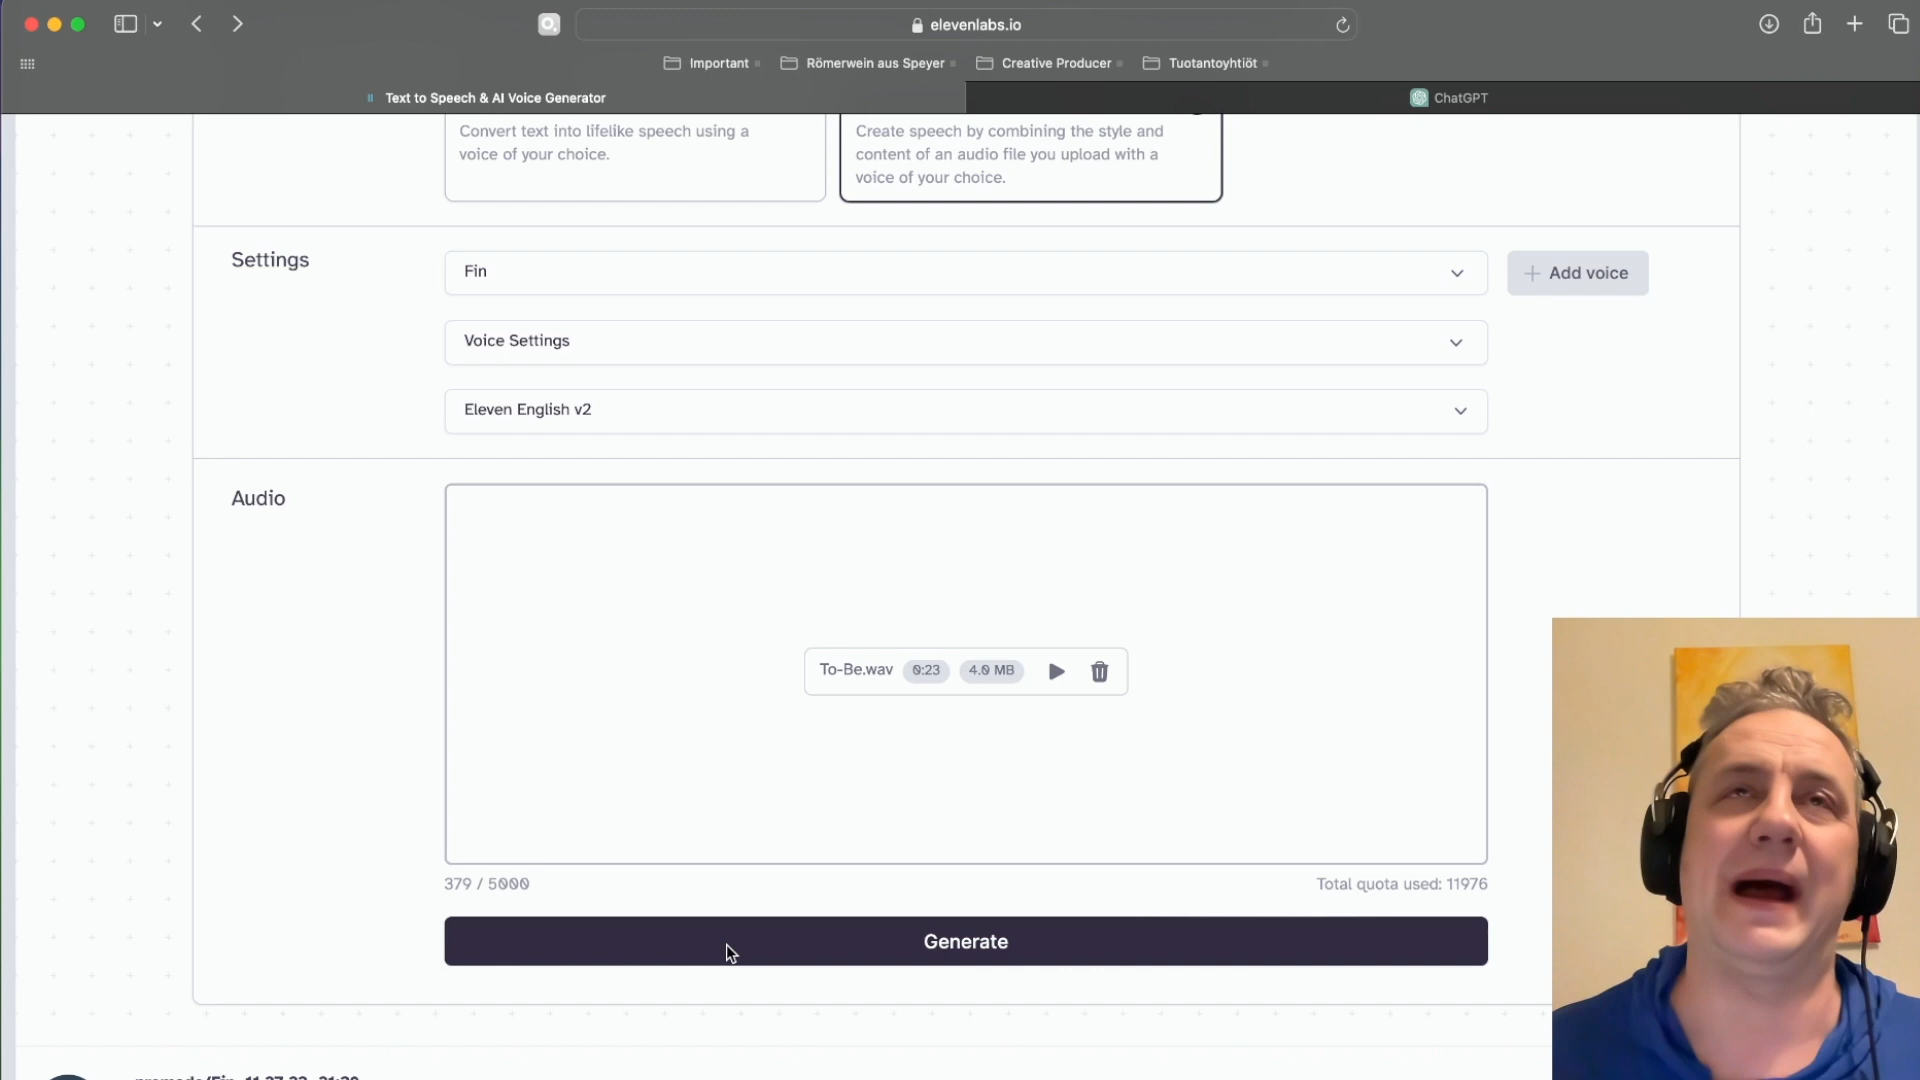 elevenlabs.io
Important
Römerwein aus Speyer
Creative Producer
Tuotantoyhtiöt
Text to Speech & AI Voice Generator
ChatGPT
Convert text into lifelike speech using a
voice of your choice.
Create speech by combining the style and
content of an audio file you upload with a
voice of your choice.
Settings
Fin
Add voice
Voice Settings
Eleven English v2
Audio
To-Be.wav
0:23
4.0 MB
379 / 5000
Total quota used: 11976
Generate